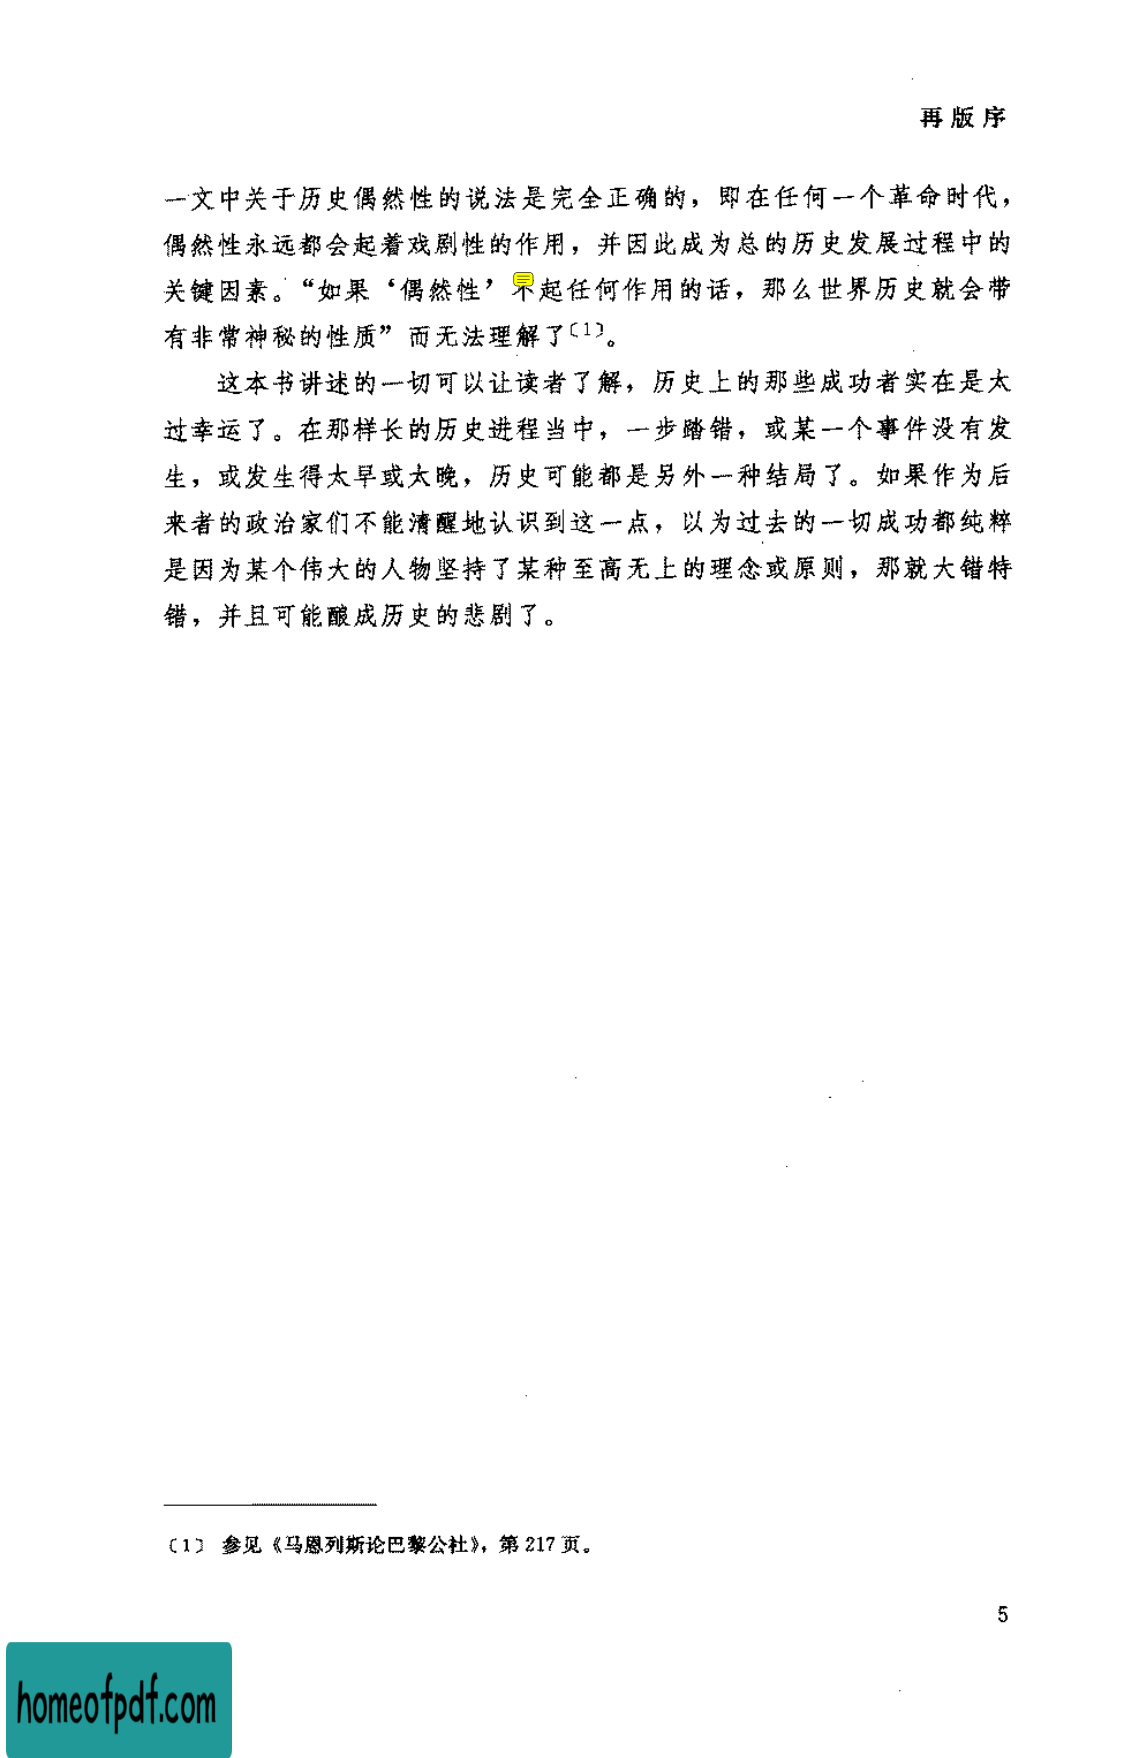 再版序
一文中关于历史偶然性的说法是完全正确的，即在任何一个革命时代，
偶然性永远都会起着戏剧性的作用，并因此成为总的历史发展过程中的
关键因素。“如果‘偶然性’不起任何作用的话，那么世界历史就会带
有非常神秘的性质”而无法理解了〔1〕。
这本书讲述的一切可以让读者了解，历史上的那些成功者实在是太
过幸运了。在那样长的历史进程当中，一步踏错，或某一个事件没有发
生，或发生得太早或太晚，历史可能都是另外一种结局了。如果作为后
来者的政治家们不能清醒地认识到这一点，以为过去的一切成功都纯粹
是因为某个伟大的人物坚持了某种至高无上的理念或原则，那就大错特
错，并且可能酿成历史的悲剧了。
〔1〕 参见《马恩列斯论巴黎公社》，第 217 页。
5
homeofpdf.com